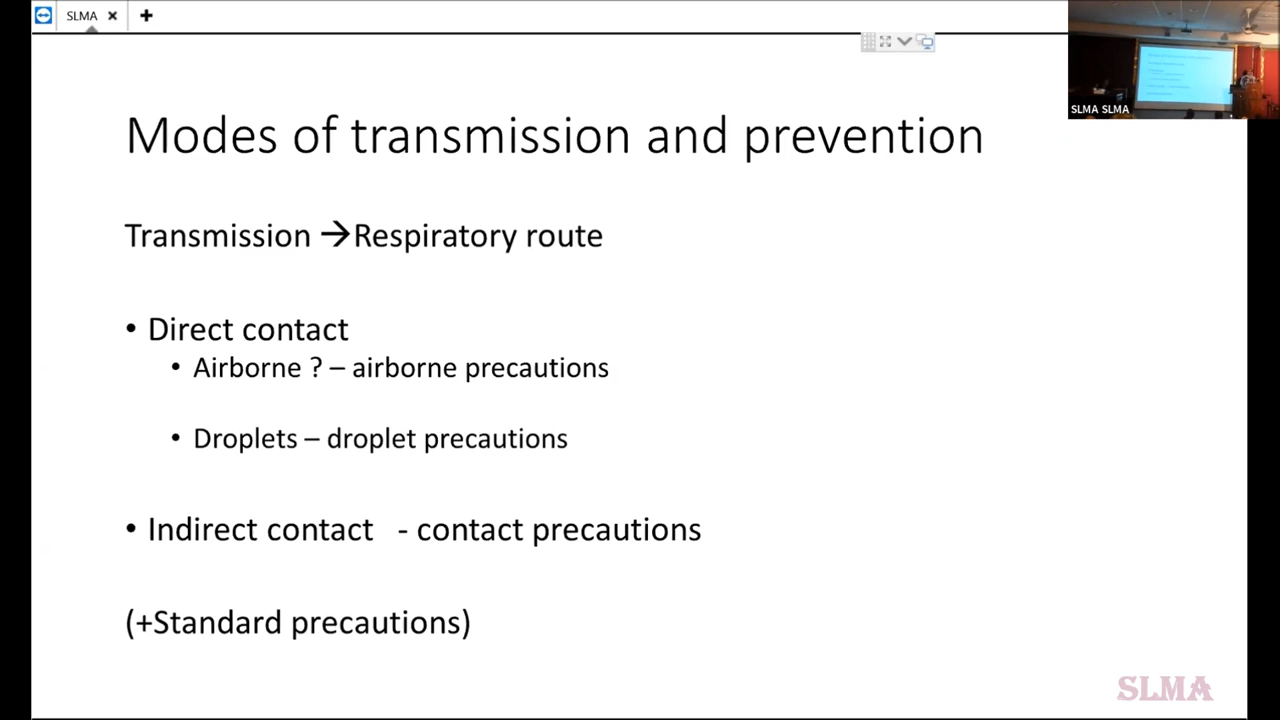 SLMA
SLMA SLMA
Modes of transmission and prevention
Transmission →Respiratory route
• Direct contact
• Airborne ? – airborne precautions
• Droplets – droplet precautions
• Indirect contact - contact precautions
(+Standard precautions)
SLMA